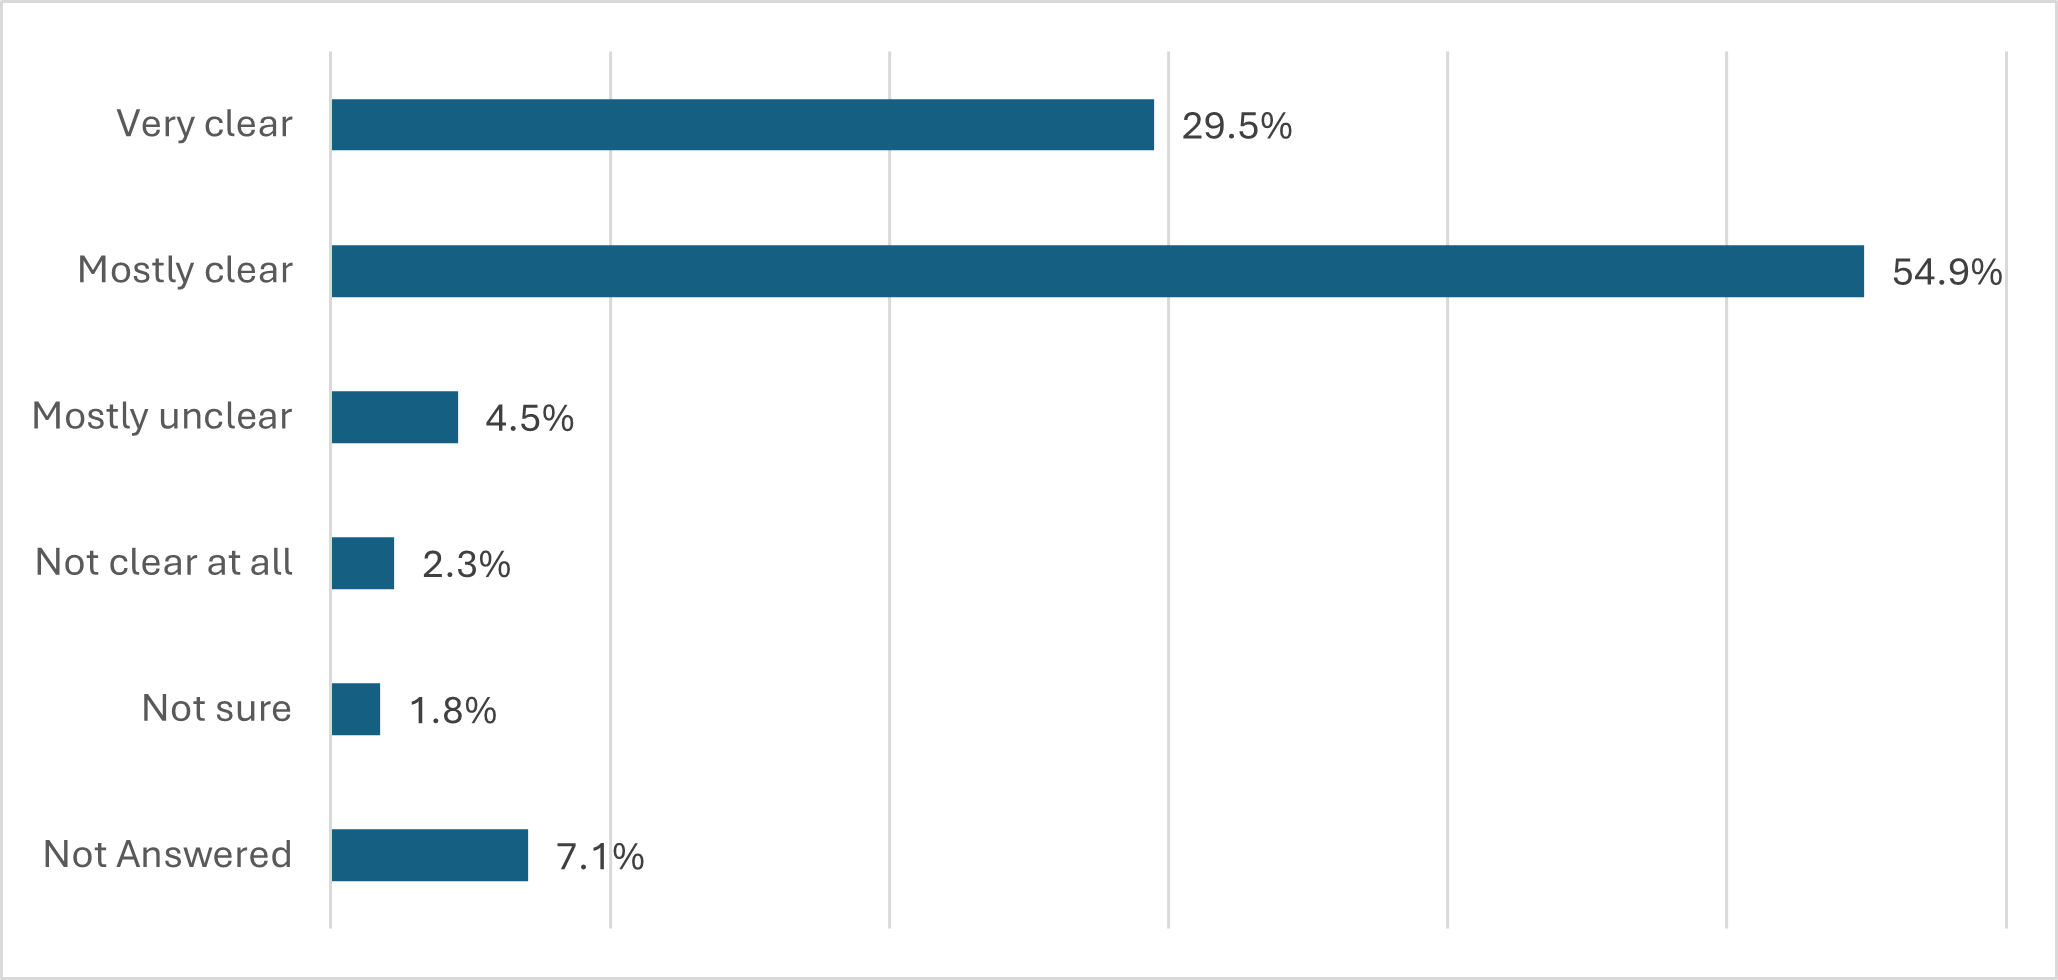 Very clear 29.5%
Mostly clear 54.9%
Mostly unclear 4.5%
Not clear at all 2.3%
Not sure 1.8%
Not Answered 7.1%